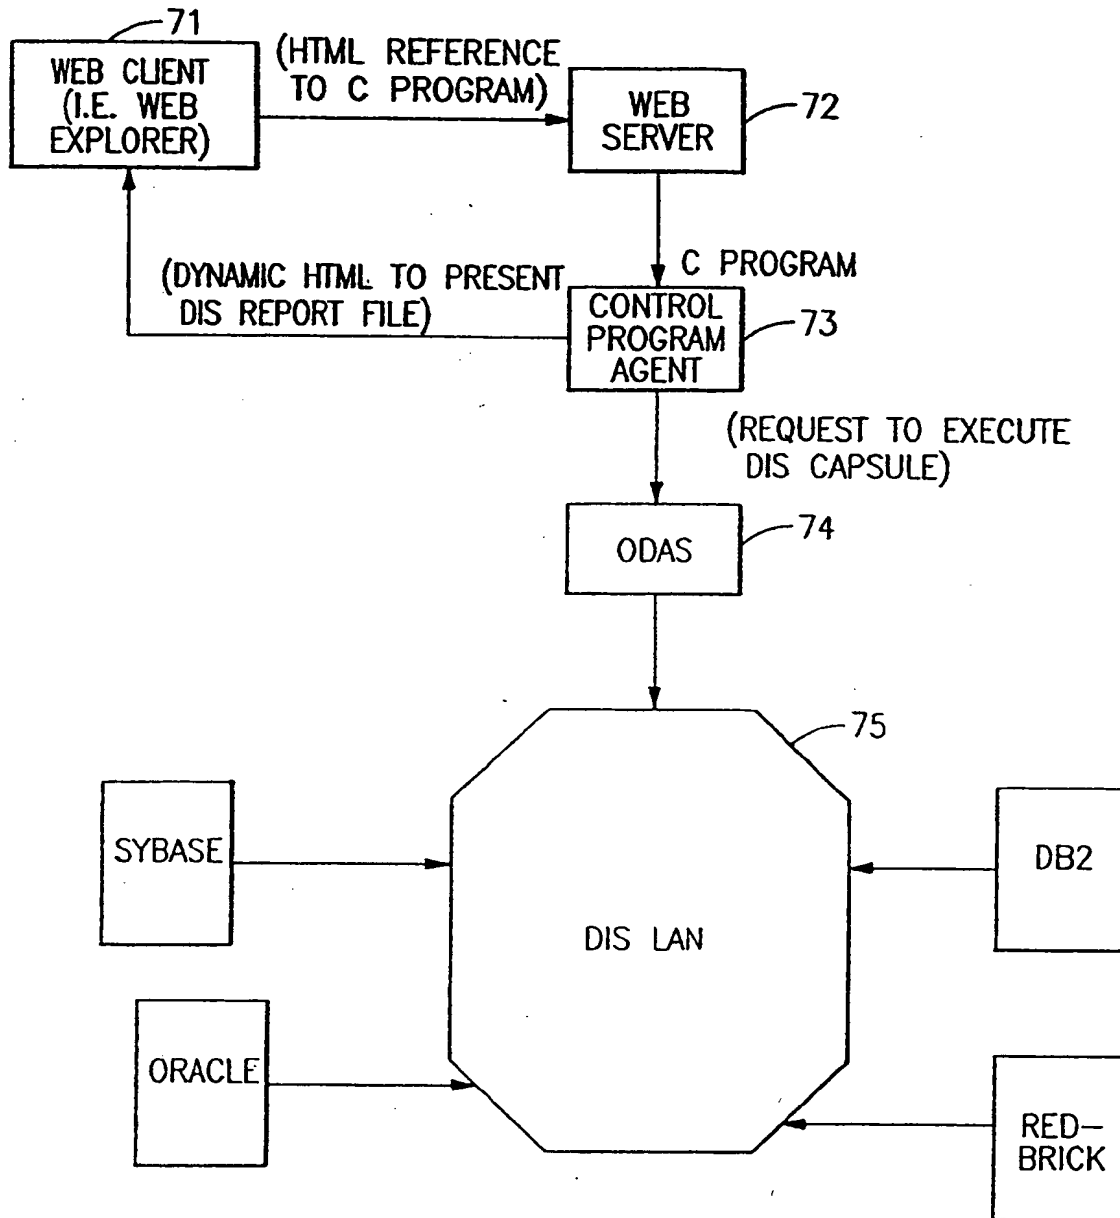 71
WEB CLIENT
(I.E. WEB
EXPLORER)
(HTML REFERENCE
TO C PROGRAM)
WEB
SERVER
72
(DYNAMIC HTML TO PRESENT
DIS REPORT FILE)
C PROGRAM
CONTROL
PROGRAM
AGENT
73
(REQUEST TO EXECUTE
DIS CAPSULE)
ODAS
74
75
SYBASE
DB2
DIS LAN
ORACLE
RED-
BRICK